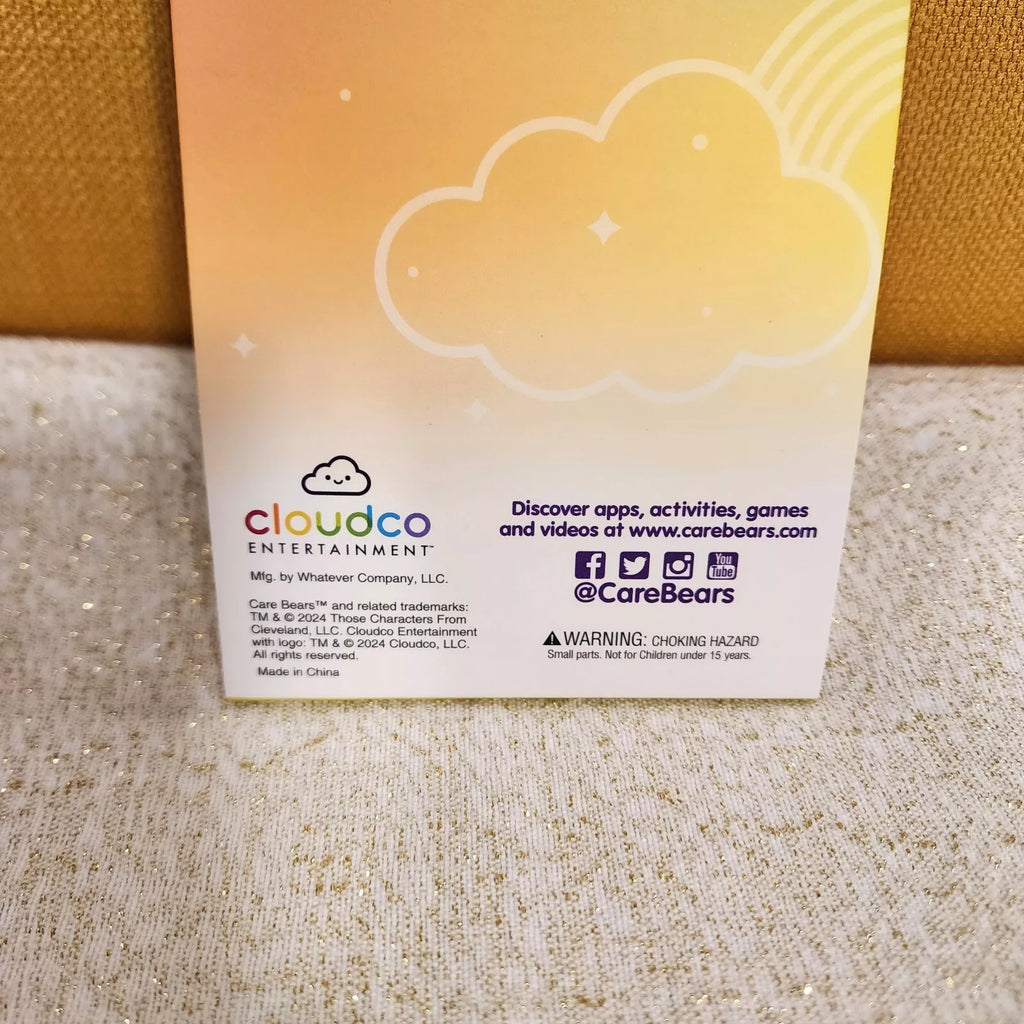 cloudco
ENTERTAINMENT™
Mfg. by Whatever Company, LLC.
Care Bears™ and related trademarks:
TM & © 2024 Those Characters From
Cleveland, LLC. Cloudco Entertainment
with logo: TM & © 2024 Cloudco, LLC.
All rights reserved.
Made in China
Discover apps, activities, games
and videos at www.carebears.com
You
Tube
@CareBears
WARNING: CHOKING HAZARD
Small parts. Not for Children under 15 years.